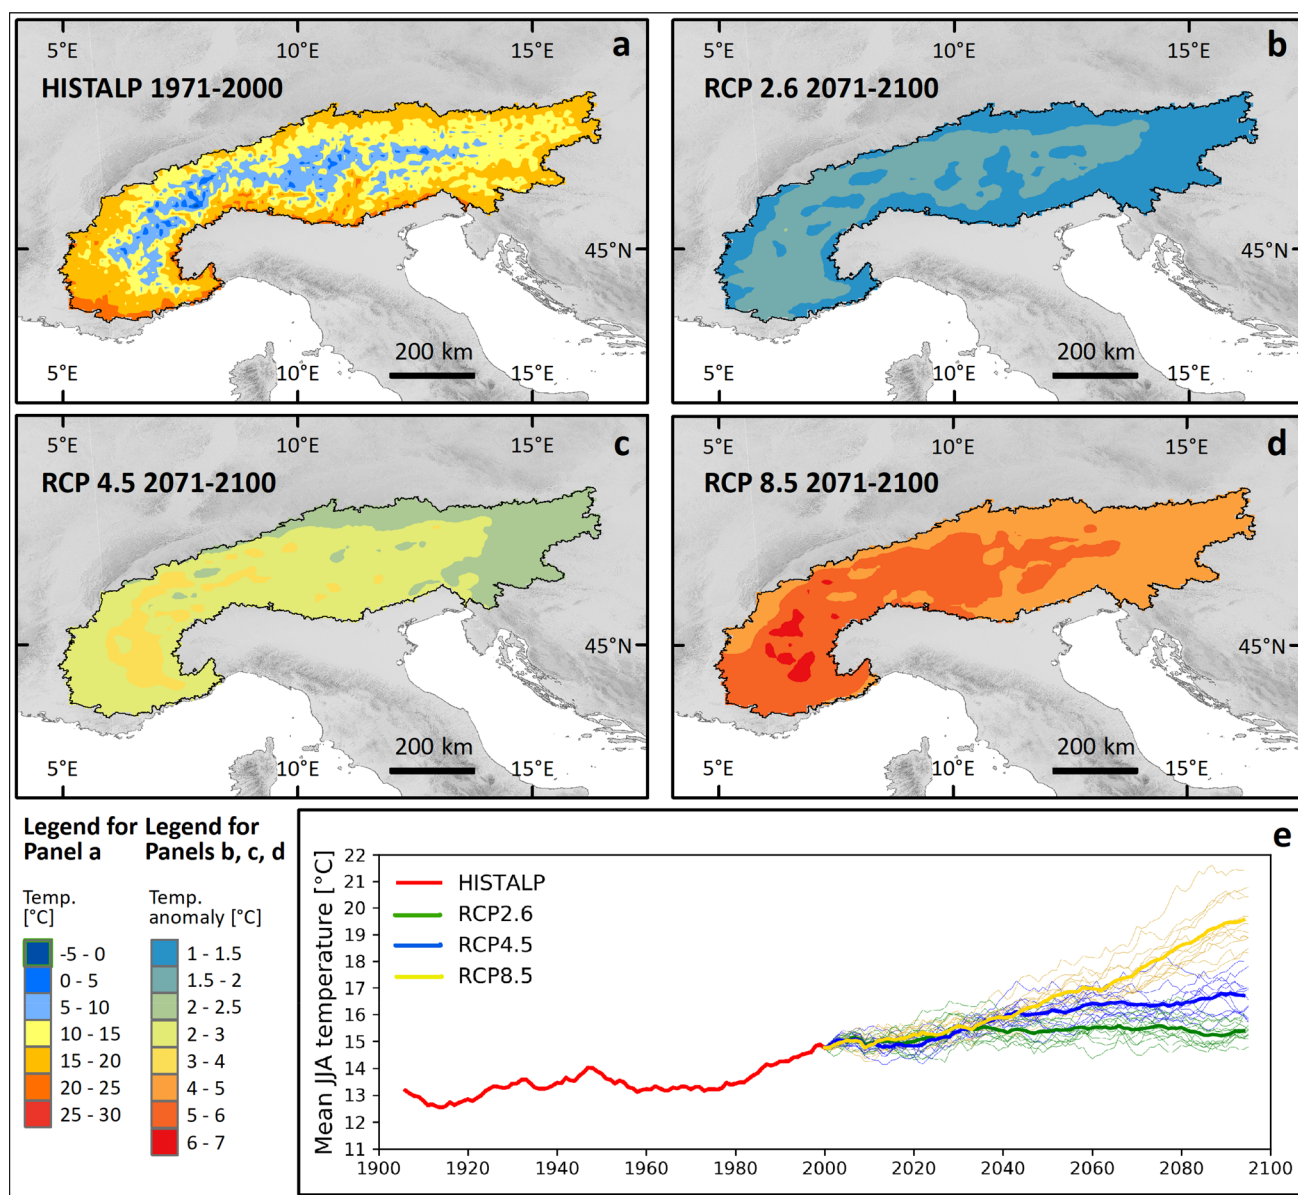 5°E 10°E 15°E a
HISTALP 1971-2000
45°N
200 km
5°E 10°E 15°E
5°E 10°E 15°E b
RCP 2.6 2071-2100
200 km
5°E 10°E 15°E
5°E 10°E 15°E c
RCP 4.5 2071-2100
45°N
200 km
5°E 10°E 15°E
5°E 10°E 15°E d
RCP 8.5 2071-2100
200 km
5°E 10°E 15°E
Legend for
Panel a
Temp.
[°C]
-5 - 0
0 - 5
5 - 10
10 - 15
15 - 20
20 - 25
25 - 30
Legend for
Panels b, c, d
Temp.
anomaly [°C]
1 - 1.5
1.5 - 2
2 - 2.5
2 - 3
3 - 4
4 - 5
5 - 6
6 - 7
e
Mean JJA temperature [°C]
22
21
20
19
18
17
16
15
14
13
12
11
HISTALP
RCP2.6
RCP4.5
RCP8.5
1900 1920 1940 1960 1980 2000 2020 2040 2060 2080 2100